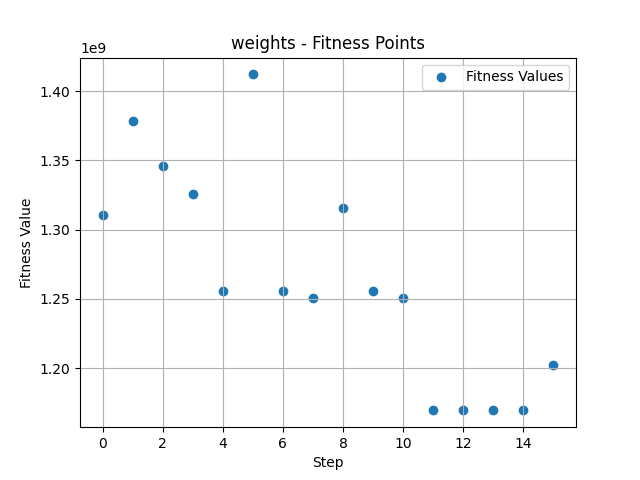 weights - Fitness Points
1e9
Fitness Values
1.40
1.35
1.30
1.25
1.20
Fitness Value
0 2 4 6 8 10 12 14
Step